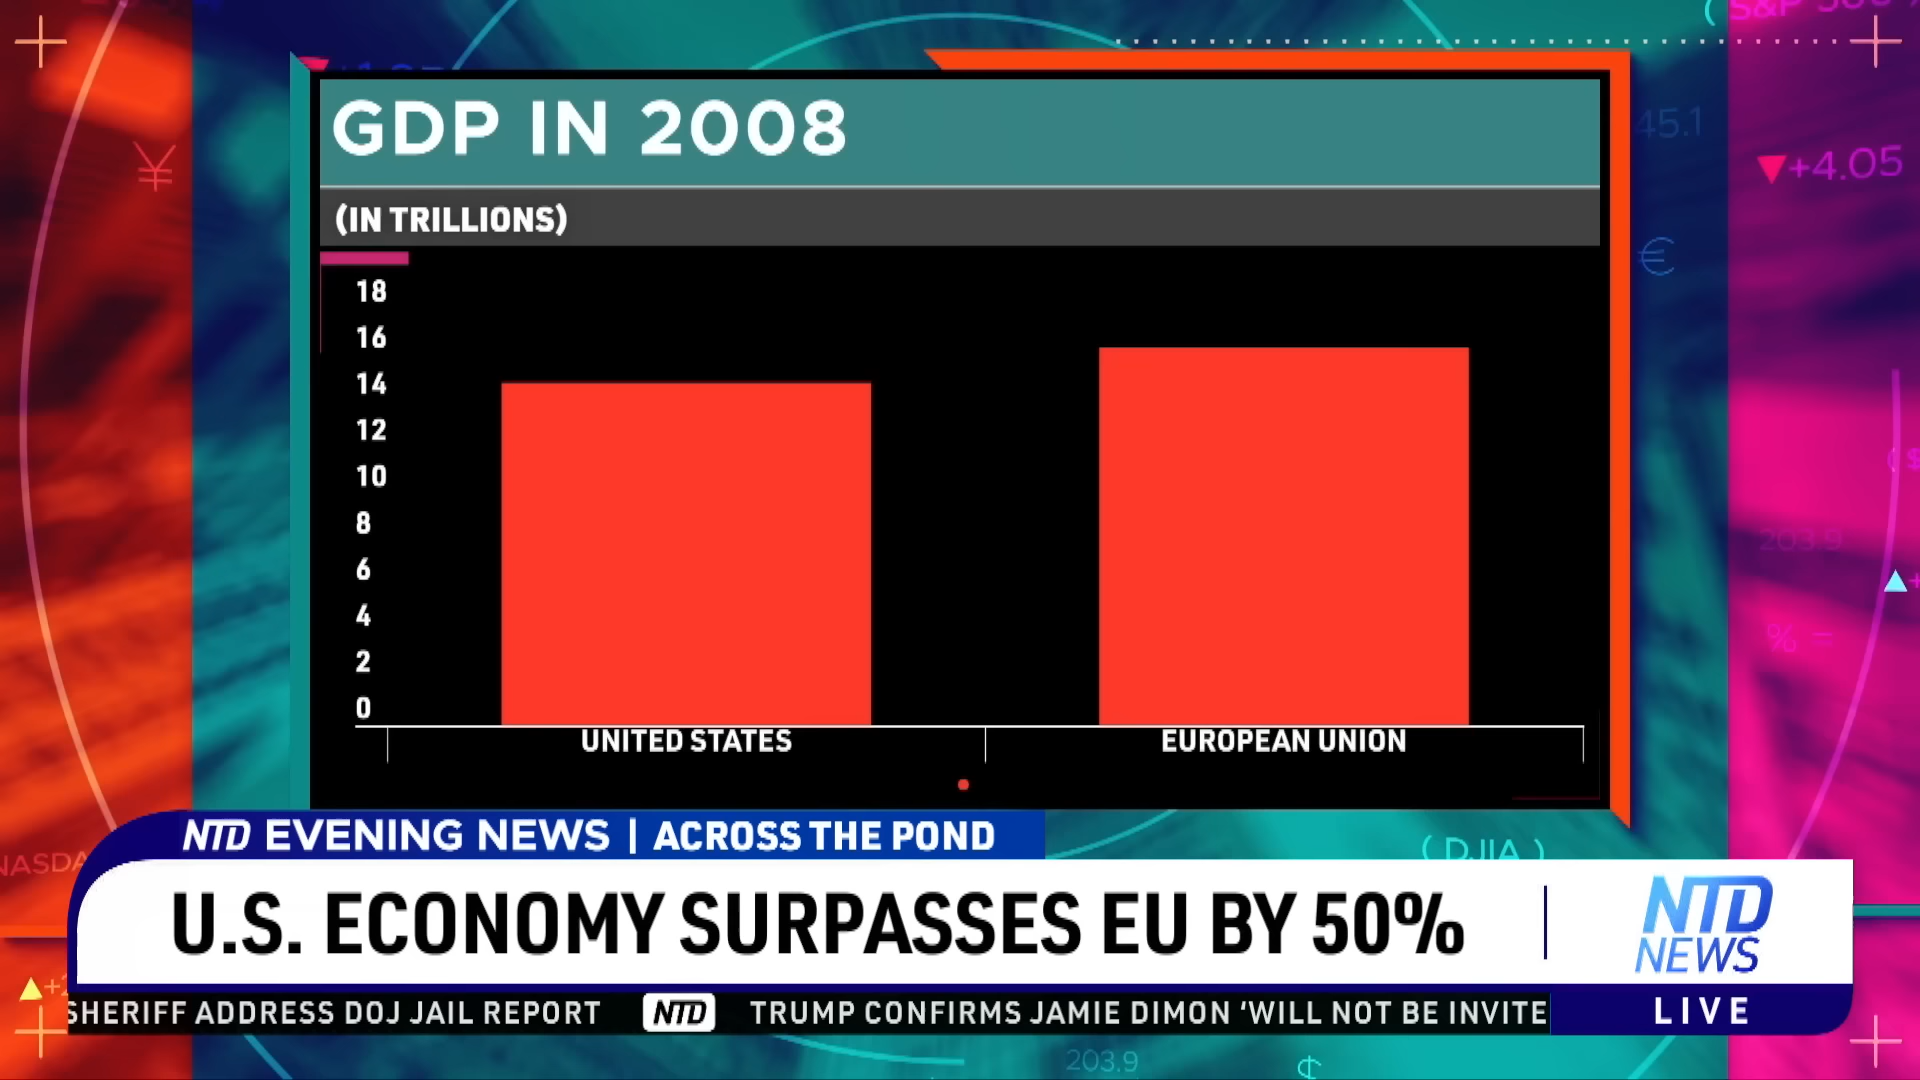 GDP IN 2008
(IN TRILLIONS)
18
16
14
12
10
8
6
4
2
0
UNITED STATES
EUROPEAN UNION
¥
45.1
+4.05
€
203.9
% =
( DJIA )
NTD EVENING NEWS | ACROSS THE POND
U.S. ECONOMY SURPASSES EU BY 50%
NTD
NEWS
SHERIFF ADDRESS DOJ JAIL REPORT NTD TRUMP CONFIRMS JAMIE DIMON ‘WILL NOT BE INVITE
LIVE
203.9